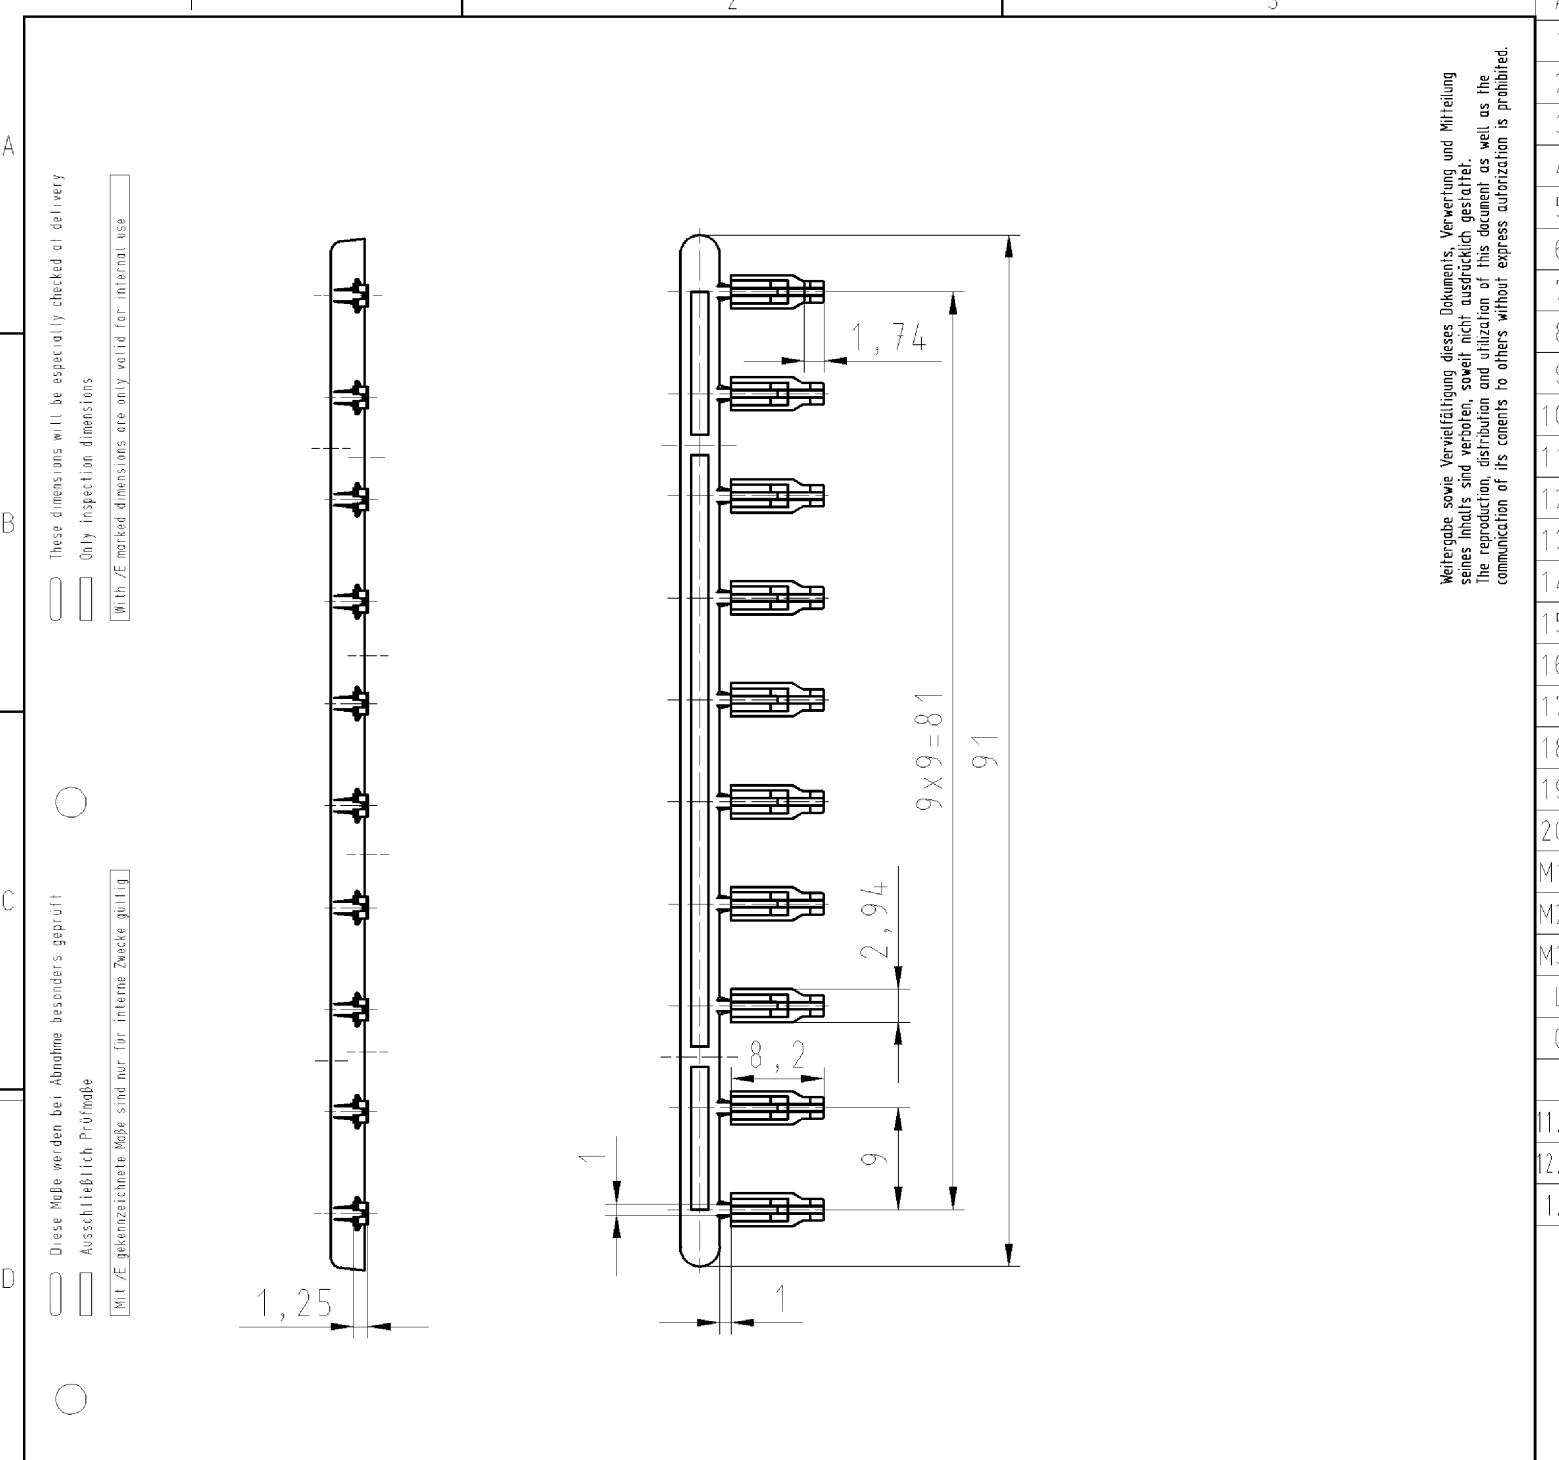 2
3
A
B
C
D
These dimensions will be especially checked at delivery
Only inspection dimensions
With /E marked dimensions are only valid for internal use
Diese Maße werden bei Abnahme besonders geprüft
Ausschließlich Prüfmaße
Mit /E gekennzeichnete Maße sind nur für interne Zwecke gültig
1,74
9x9=81
91
2,94
8,2
9
1
1,25
1
Weitergabe sowie Vervielfältigung dieses Dokuments, Verwertung und Mitteilung
seines Inhalts sind verboten, soweit nicht ausdrücklich gestattet.
The reproduction, distribution and utilization of this document as well as the
communication of its conents to others without express autorization is prohibited.